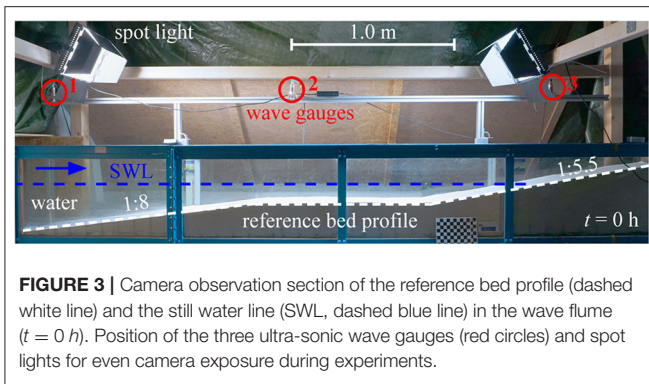 spot light
1.0 m
1
2
3
wave gauges
SWL
1:5.5
water
1:8
reference bed profile
t = 0 h
FIGURE 3 | Camera observation section of the reference bed profile (dashed
white line) and the still water line (SWL, dashed blue line) in the wave flume
(t = 0 h). Position of the three ultra-sonic wave gauges (red circles) and spot
lights for even camera exposure during experiments.